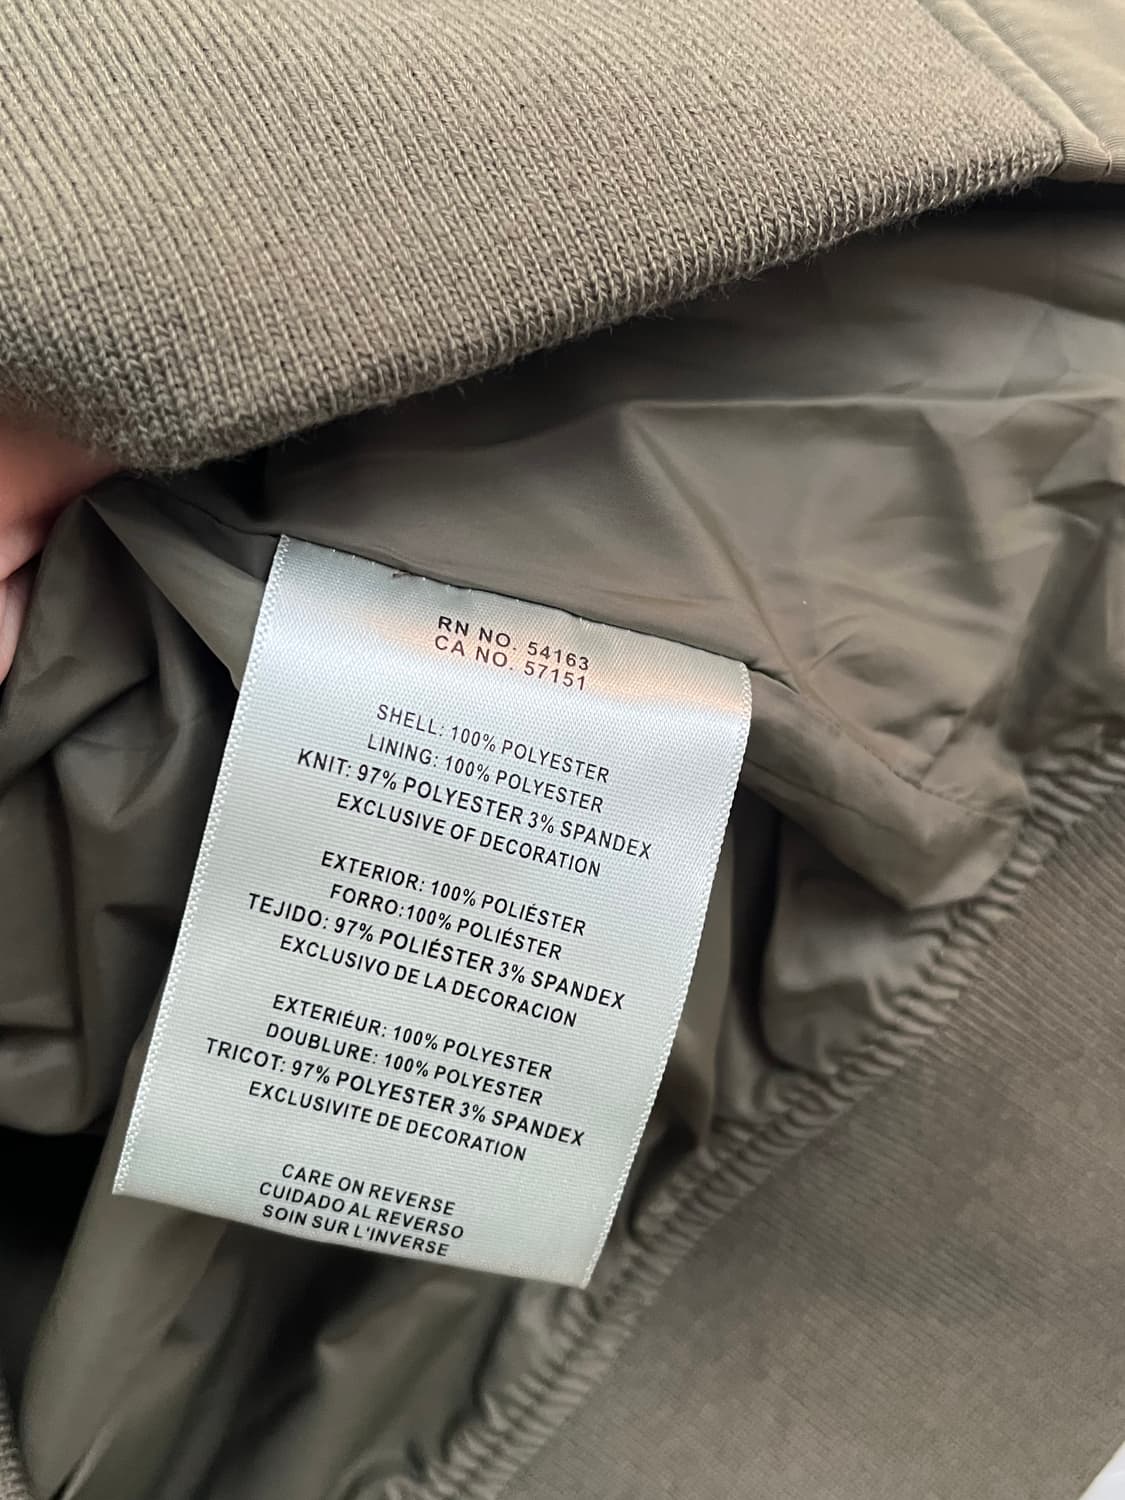 RN NO. 54163
CA NO. 57151
SHELL: 100% POLYESTER
LINING: 100% POLYESTER
KNIT: 97% POLYESTER 3% SPANDEX
EXCLUSIVE OF DECORATION
EXTERIOR: 100% POLIÉSTER
FORRO:100% POLIÉSTER
TEJIDO: 97% POLIÉSTER 3% SPANDEX
EXCLUSIVO DE LA DECORACION
EXTERIÉUR: 100% POLYESTER
DOUBLURE: 100% POLYESTER
TRICOT: 97% POLYESTER 3% SPANDEX
EXCLUSIVITE DE DECORATION
CARE ON REVERSE
CUIDADO AL REVERSO
SOIN SUR L'INVERSE